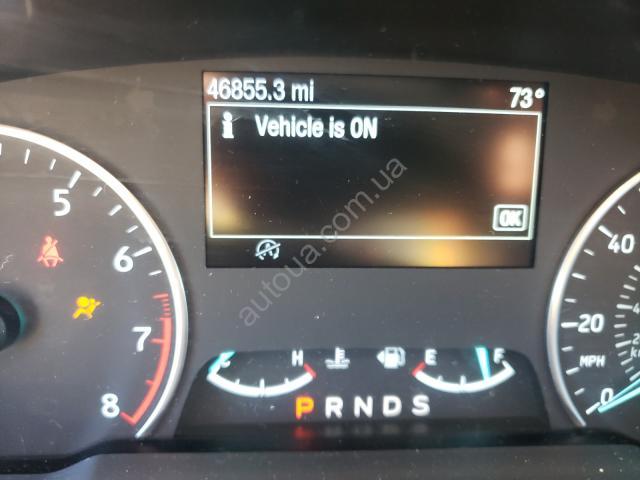 46855.3 mi 73°
i Vehicle is ON
OK
5
6
7
8
C H E F
P R N D S
40
20
MPH
0
autoua.com.ua